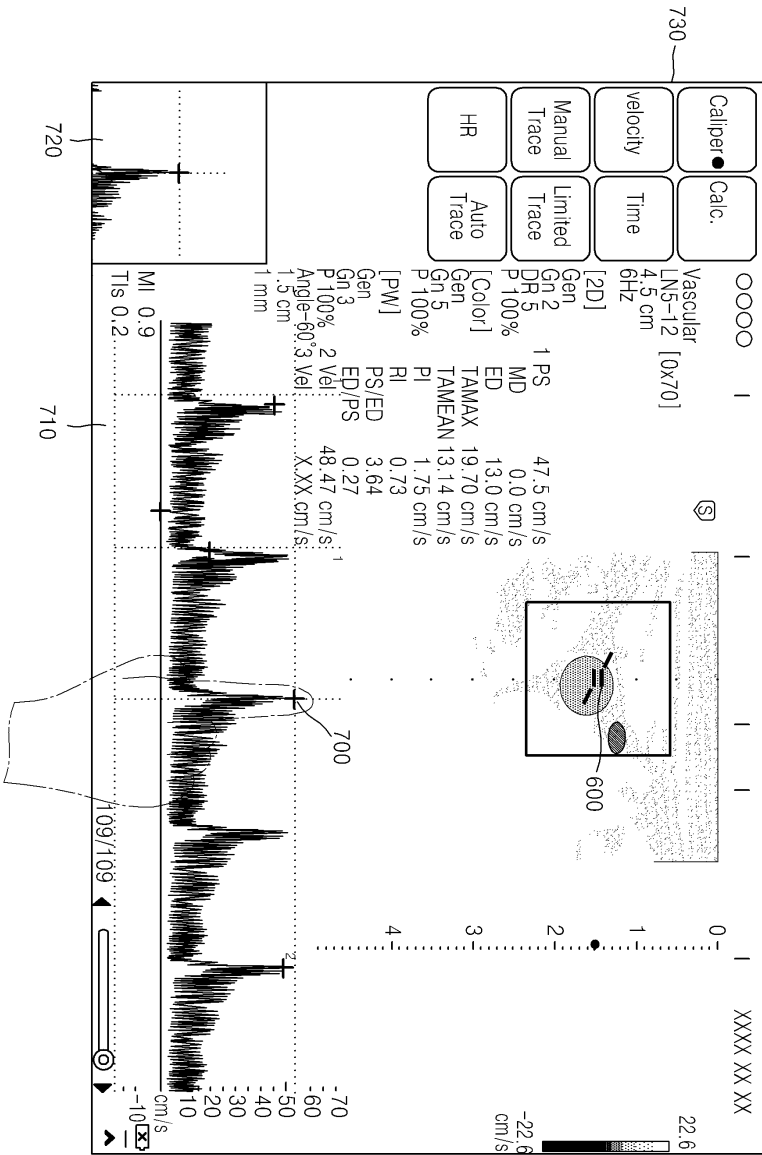 730
Caliper
Calc.
velocity
Time
Manual
Trace
Limited
Trace
HR
Auto
Trace
720
OOOO
XXXX XX XX
Vascular
LN5-12 [0x70]
4.5 cm
6Hz
[2D]
Gen
Gn 2
DR 5
P 100%
[Color]
Gen
Gn 5
P 100%
[PW]
Gen
Gn 3
P 100%
Angle-60°
1.5 cm
1 mm
1 PS 47.5 cm/s
MD 0.0 cm/s
ED 13.0 cm/s
TAMAX 19.70 cm/s
TAMEAN 13.14 cm/s
PI 1.75 cm/s
RI 0.73
PS/ED 3.64
ED/PS 0.27
2 Vel 48.47 cm/s
3 Vel X.XX cm/s
S
600
0
1
2
3
4
22.6
-22.6
cm/s
1
1
2
700
70
60
50
40
30
20
10
cm/s
-10
MI 0.9
TIs 0.2
710
109/109